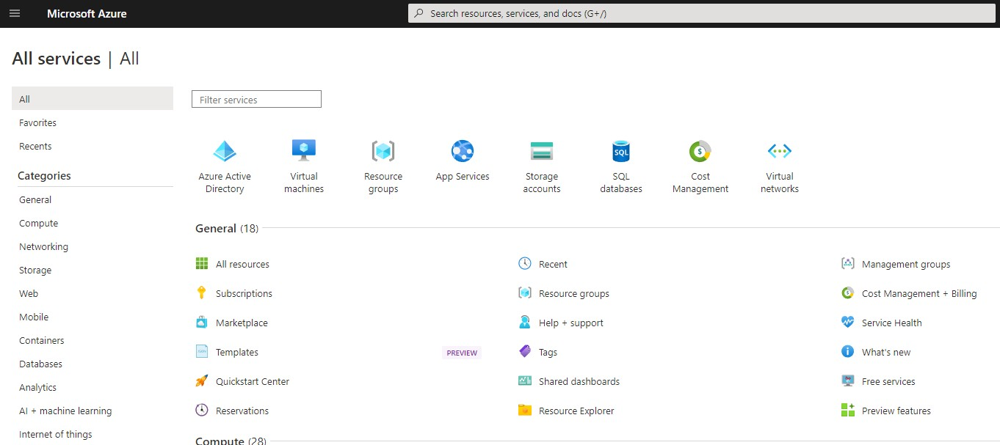 Microsoft Azure
Search resources, services, and docs (G+/)
All services | All
All
Favorites
Recents
Categories
General
Compute
Networking
Storage
Web
Mobile
Containers
Databases
Analytics
AI + machine learning
Internet of things
Filter services
Azure Active
Directory
Virtual
machines
Resource
groups
App Services
Storage
accounts
SQL
SQL
databases
$
Cost
Management
Virtual
networks
General (18)
All resources
Recent
Management groups
Subscriptions
Resource groups
Cost Management + Billing
Marketplace
Help + support
Service Health
Templates
PREVIEW
Tags
What's new
Quickstart Center
Shared dashboards
Free services
Reservations
Resource Explorer
Preview features
Compute (28)